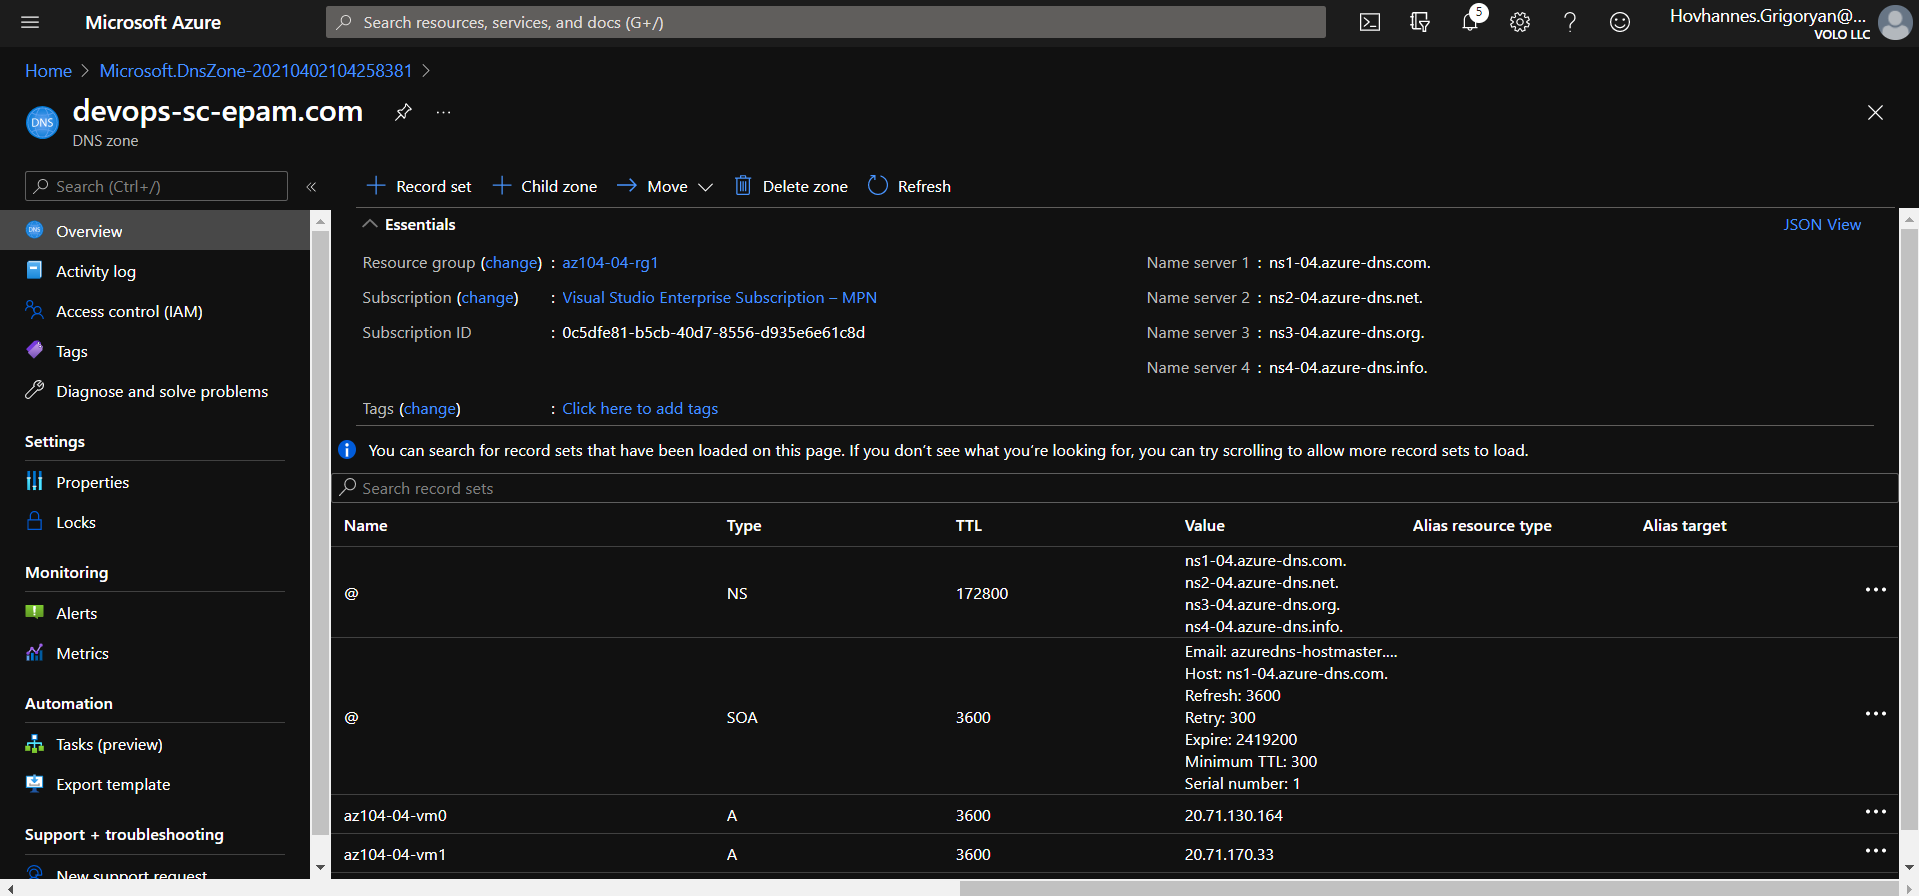 Microsoft Azure
Search resources, services, and docs (G+/)
5
Hovhannes.Grigoryan@...
VOLO LLC
Home > Microsoft.DnsZone-20210402104258381 >
DNS
devops-sc-epam.com
...
DNS zone
Search (Ctrl+/)
«
Record set
Child zone
Move
Delete zone
Refresh
DNS
Overview
Activity log
Access control (IAM)
Tags
Diagnose and solve problems
Settings
Properties
Locks
Monitoring
Alerts
Metrics
Automation
Tasks (preview)
Export template
Support + troubleshooting
New support request
Essentials
JSON View
Resource group (change) : az104-04-rg1
Subscription (change) : Visual Studio Enterprise Subscription – MPN
Subscription ID : 0c5dfe81-b5cb-40d7-8556-d935e6e61c8d
Name server 1 : ns1-04.azure-dns.com.
Name server 2 : ns2-04.azure-dns.net.
Name server 3 : ns3-04.azure-dns.org.
Name server 4 : ns4-04.azure-dns.info.
Tags (change) : Click here to add tags
You can search for record sets that have been loaded on this page. If you don't see what you're looking for, you can try scrolling to allow more record sets to load.
Search record sets
Name Type TTL Value Alias resource type Alias target
@ NS 172800
ns1-04.azure-dns.com.
ns2-04.azure-dns.net.
ns3-04.azure-dns.org.
ns4-04.azure-dns.info.
@ SOA 3600
Email: azuredns-hostmaster....
Host: ns1-04.azure-dns.com.
Refresh: 3600
Retry: 300
Expire: 2419200
Minimum TTL: 300
Serial number: 1
az104-04-vm0 A 3600 20.71.130.164
az104-04-vm1 A 3600 20.71.170.33